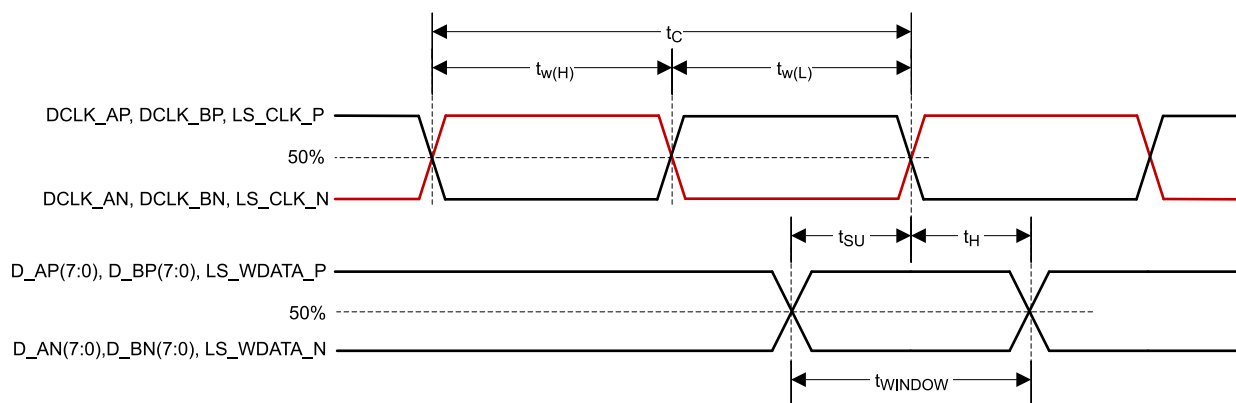 tC
tw(H)
tw(L)
DCLK_AP, DCLK_BP, LS_CLK_P
50%
DCLK_AN, DCLK_BN, LS_CLK_N
tSU
tH
D_AP(7:0), D_BP(7:0), LS_WDATA_P
50%
D_AN(7:0),D_BN(7:0), LS_WDATA_N
tWINDOW